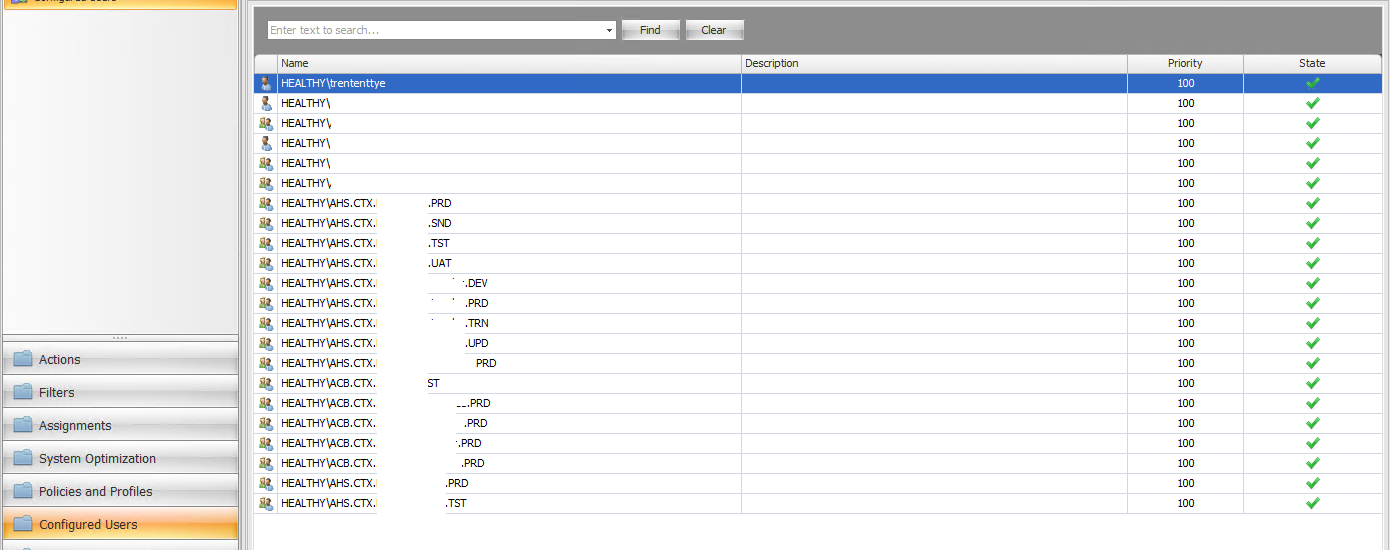 Configured Users
Enter text to search... Find Clear
Name Description Priority State
HEALTHY\trententtye 100
HEALTHY\ 100
HEALTHY\ 100
HEALTHY\ 100
HEALTHY\ 100
HEALTHY\ 100
HEALTHY\AHS.CTX. .PRD 100
HEALTHY\AHS.CTX. .SND 100
HEALTHY\AHS.CTX. .TST 100
HEALTHY\AHS.CTX. .UAT 100
HEALTHY\AHS.CTX. .DEV 100
HEALTHY\AHS.CTX. .PRD 100
HEALTHY\AHS.CTX. .TRN 100
HEALTHY\AHS.CTX. .UPD 100
HEALTHY\AHS.CTX. PRD 100
HEALTHY\ACB.CTX. ST 100
HEALTHY\ACB.CTX. .PRD 100
HEALTHY\ACB.CTX. .PRD 100
HEALTHY\ACB.CTX. .PRD 100
HEALTHY\ACB.CTX. .PRD 100
HEALTHY\AHS.CTX. .PRD 100
HEALTHY\AHS.CTX. .TST 100
Actions
Filters
Assignments
System Optimization
Policies and Profiles
Configured Users